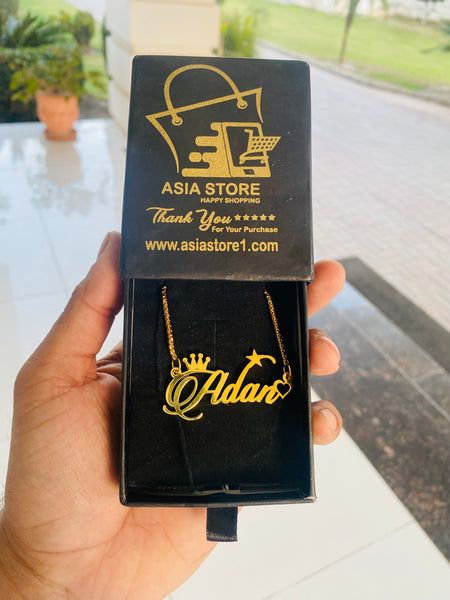 ASIA STORE
HAPPY SHOPPING
Thank You ★★★★★
For Your Purchase
www.asiastore1.com
Adan